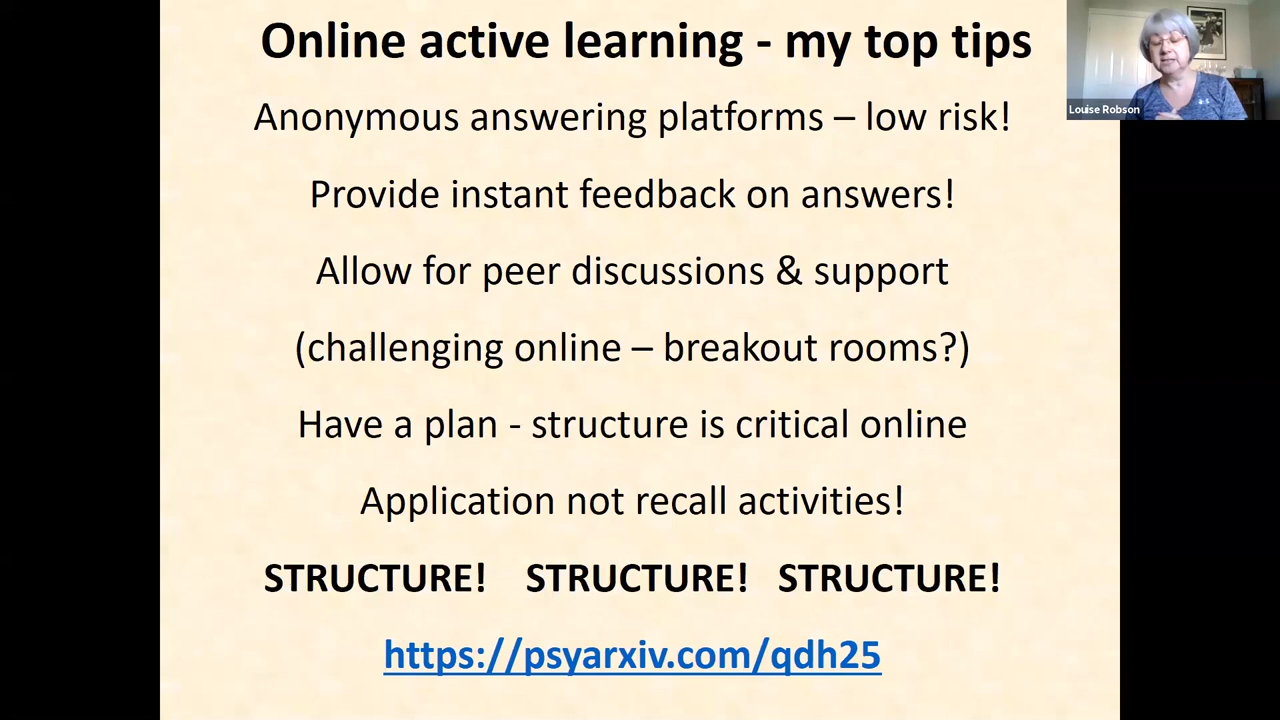 Online active learning - my top tips
Anonymous answering platforms – low risk!
Louise Robson
Provide instant feedback on answers!
Allow for peer discussions & support
(challenging online – breakout rooms?)
Have a plan - structure is critical online
Application not recall activities!
STRUCTURE! STRUCTURE! STRUCTURE!
https://psyarxiv.com/qdh25